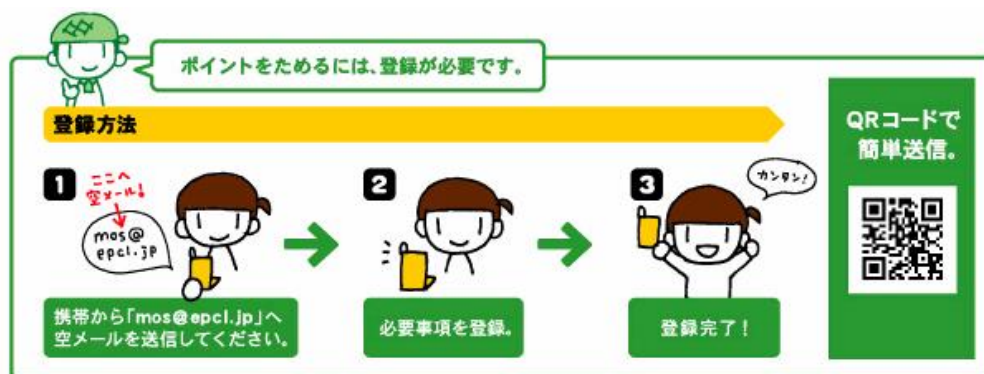 ポイントをためるには、登録が必要です。
登録方法
1
ここへ
空メール!
mos@
epcl.jp
携帯から「mos@epcl.jp」へ
空メールを送信してください。
2
必要事項を登録。
3
カンタン!
登録完了！
QRコードで
簡単送信。